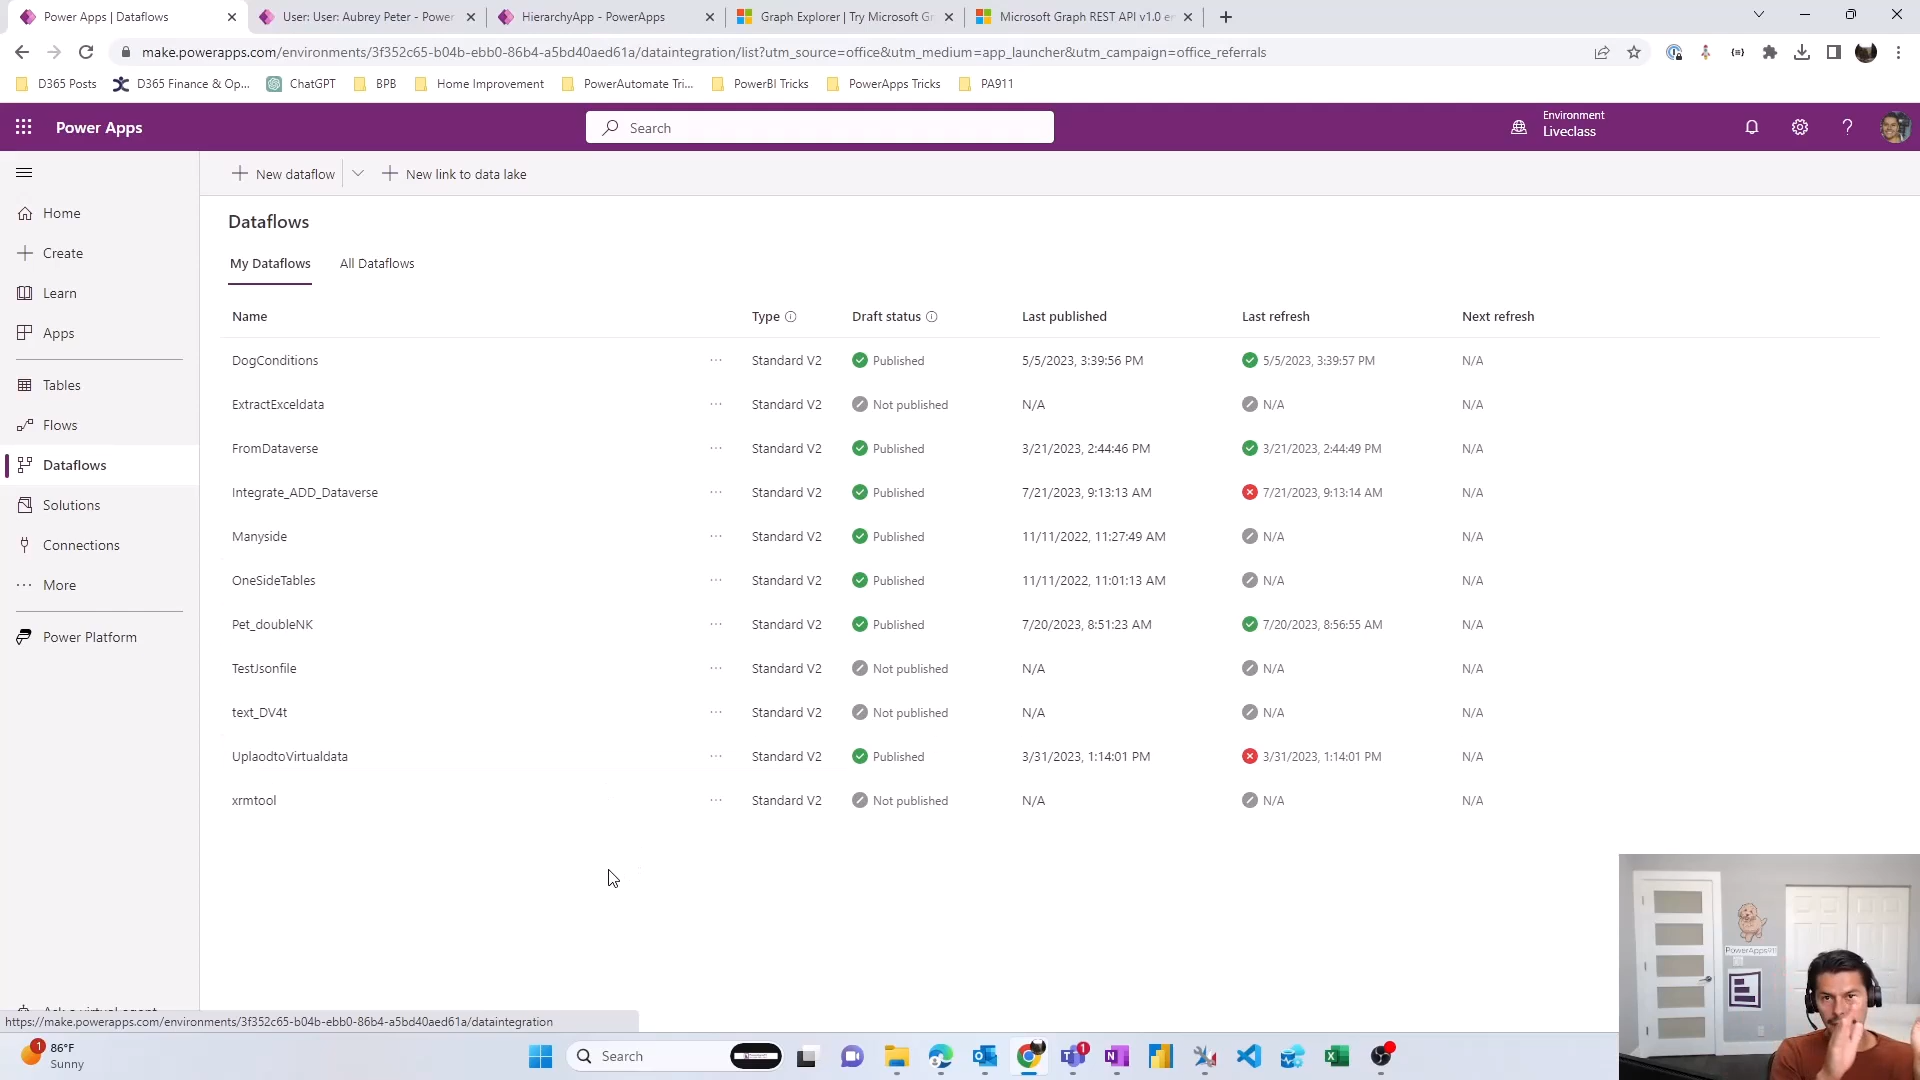 Power Apps | Dataflows
User: User: Aubrey Peter - Power
HierarchyApp - PowerApps
Graph Explorer | Try Microsoft Gr
Microsoft Graph REST API v1.0 e
make.powerapps.com/environments/3f352c65-b04b-ebb0-86b4-a5bd40aed61a/dataintegration/list?utm_source=office&utm_medium=app_launcher&utm_campaign=office_referrals
D365 Posts
D365 Finance & Op...
ChatGPT
BPB
Home Improvement
PowerAutomate Tri...
PowerBI Tricks
PowerApps Tricks
PA911
Power Apps
Search
Environment
Liveclass
New dataflow
New link to data lake
Home
Create
Learn
Apps
Tables
Flows
Dataflows
Solutions
Connections
More
Power Platform
Dataflows
My Dataflows All Dataflows
Name Type Draft status Last published Last refresh Next refresh
DogConditions ... Standard V2 Published 5/5/2023, 3:39:56 PM 5/5/2023, 3:39:57 PM N/A
ExtractExceldata ... Standard V2 Not published N/A N/A N/A
FromDataverse ... Standard V2 Published 3/21/2023, 2:44:46 PM 3/21/2023, 2:44:49 PM N/A
Integrate_ADD_Dataverse ... Standard V2 Published 7/21/2023, 9:13:13 AM 7/21/2023, 9:13:14 AM N/A
Manyside ... Standard V2 Published 11/11/2022, 11:27:49 AM N/A N/A
OneSideTables ... Standard V2 Published 11/11/2022, 11:01:13 AM N/A N/A
Pet_doubleNK ... Standard V2 Published 7/20/2023, 8:51:23 AM 7/20/2023, 8:56:55 AM N/A
TestJsonfile ... Standard V2 Not published N/A N/A N/A
text_DV4t ... Standard V2 Not published N/A N/A N/A
UplaodtoVirtualdata ... Standard V2 Published 3/31/2023, 1:14:01 PM 3/31/2023, 1:14:01 PM N/A
xrmtool ... Standard V2 Not published N/A N/A N/A
PowerApps911
Ask a virtual agent
https://make.powerapps.com/environments/3f352c65-b04b-ebb0-86b4-a5bd40aed61a/dataintegration
1
86°F
Sunny
Search
1